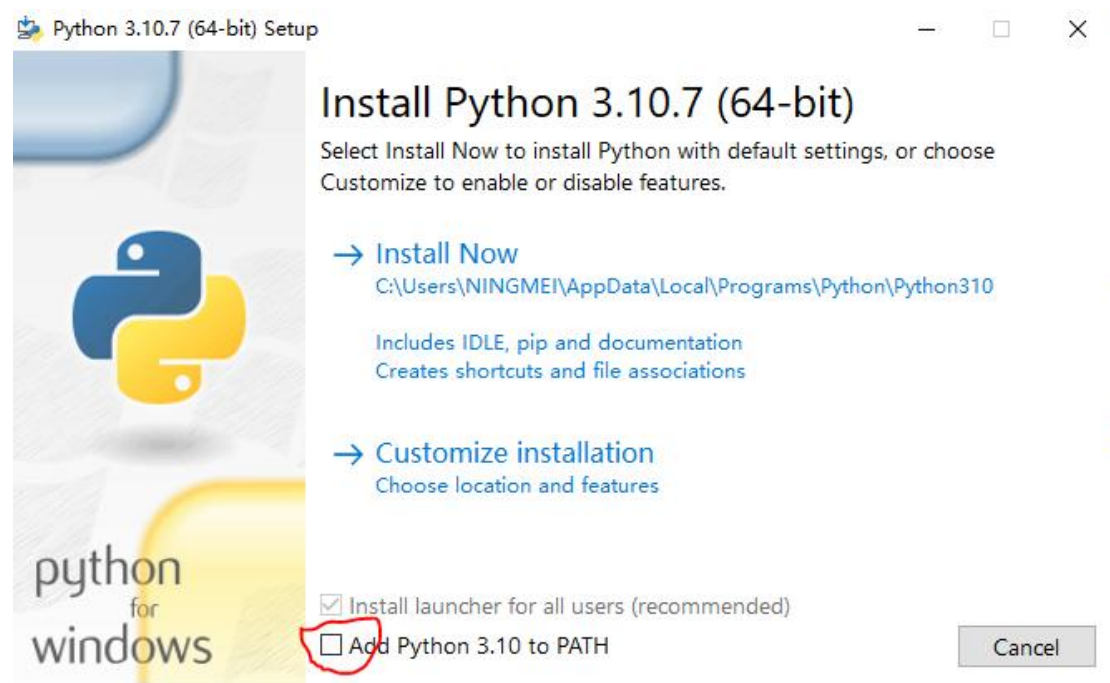 Python 3.10.7 (64-bit) Setup
Install Python 3.10.7 (64-bit)
Select Install Now to install Python with default settings, or choose
Customize to enable or disable features.
→ Install Now
C:\Users\NINGMEI\AppData\Local\Programs\Python\Python310
Includes IDLE, pip and documentation
Creates shortcuts and file associations
→ Customize installation
Choose location and features
python
for
windows
Install launcher for all users (recommended)
Add Python 3.10 to PATH
Cancel